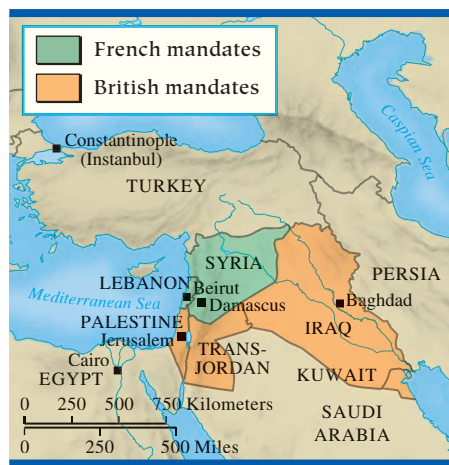 French mandates
British mandates
Caspian Sea
Constantinople
(Instanbul)
TURKEY
SYRIA
PERSIA
LEBANON
Beirut
Mediterranean Sea
Damascus
Baghdad
PALESTINE
Jerusalem
IRAQ
TRANS-
JORDAN
Cairo
EGYPT
KUWAIT
0 250 500 750 Kilometers
SAUDI
ARABIA
0 250 500 Miles